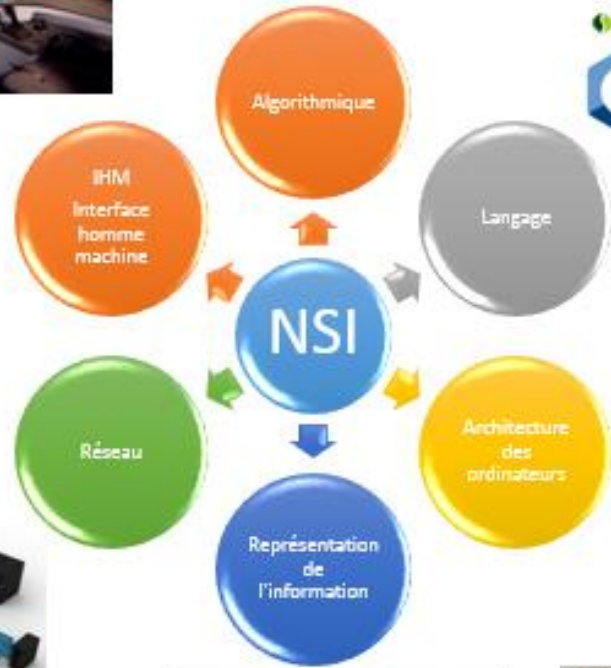 Algorithmique
IHM
Interface
homme
machine
Langage
NSI
Réseau
Architecture
des
ordinateurs
Représentation
de
l'information